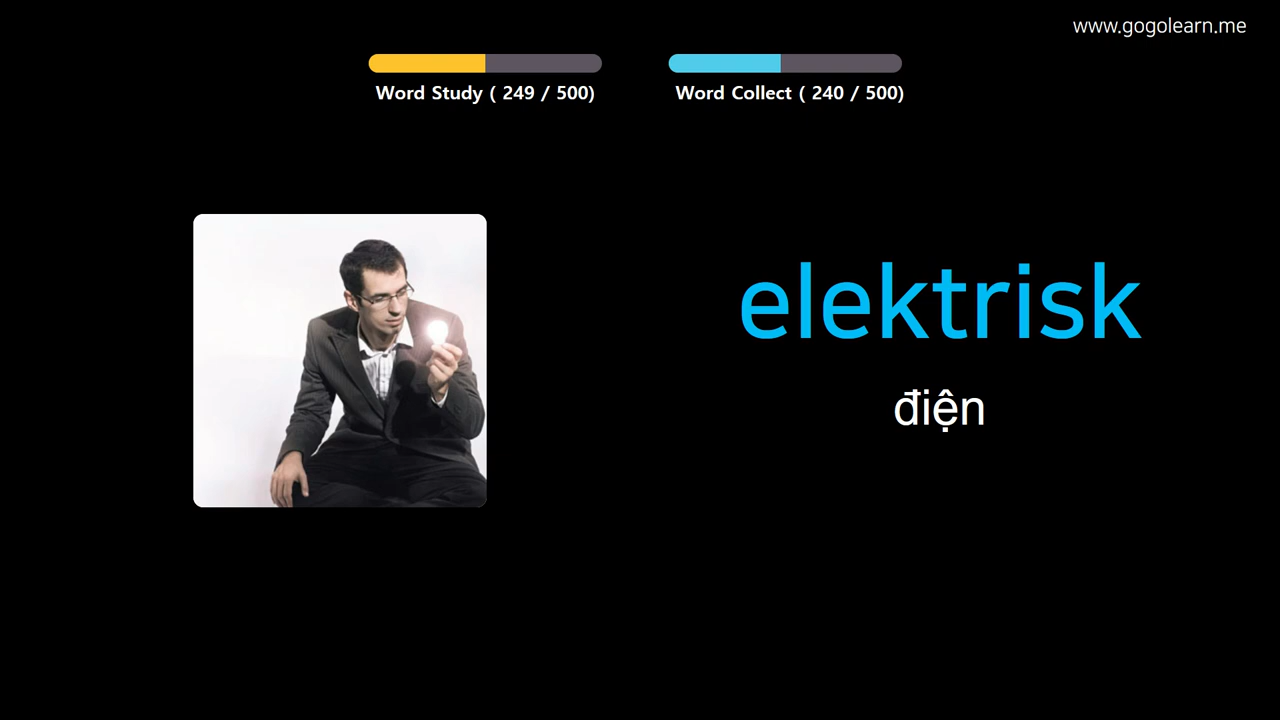 www.gogolearn.me
Word Study ( 249 / 500)
Word Collect ( 240 / 500)
elektrisk
điện